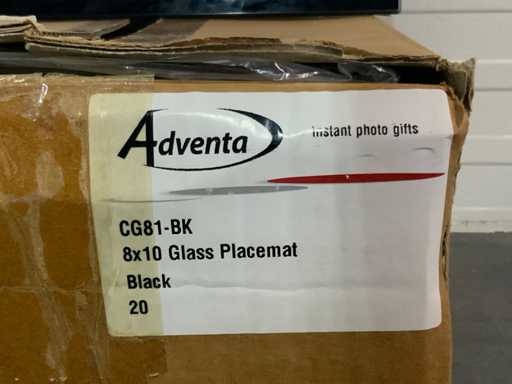 Adventa
instant photo gifts
CG81-BK
8x10 Glass Placemat
Black
20